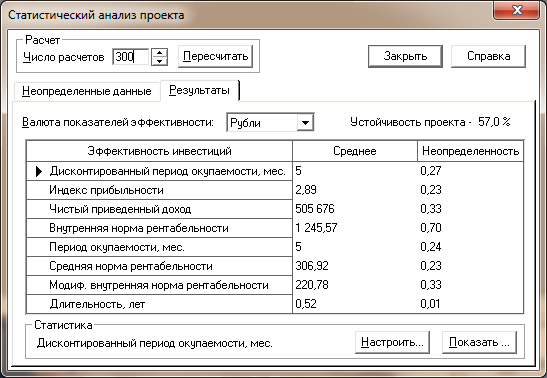 Статистический анализ проекта
Расчет
Число расчетов 300 Пересчитать Закрыть Справка
Неопределенные данные Результаты
Валюта показателей эффективности: Рубли Устойчивость проекта - 57,0 %
Эффективность инвестиций Среднее Неопределенность
Дисконтированный период окупаемости, мес. 5 0,27
Индекс прибыльности 2,89 0,23
Чистый приведенный доход 505 676 0,33
Внутренняя норма рентабельности 1 245,57 0,70
Период окупаемости, мес. 5 0,24
Средняя норма рентабельности 306,92 0,23
Модиф. внутренняя норма рентабельности 220,78 0,33
Длительность, лет 0,52 0,01
Статистика
Дисконтированный период окупаемости, мес. Настроить... Показать ...